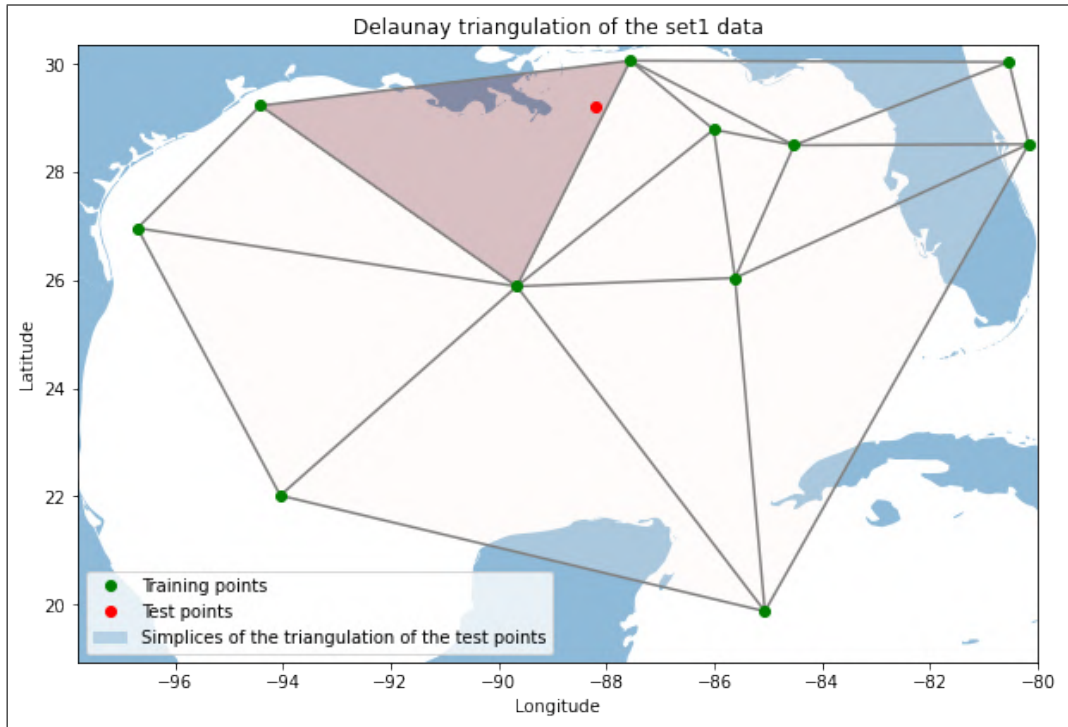 Delaunay triangulation of the set1 data
30
28
26
24
22
20
Latitude
Training points
Test points
Simplices of the triangulation of the test points
−96 −94 −92 −90 −88 −86 −84 −82 −80
Longitude